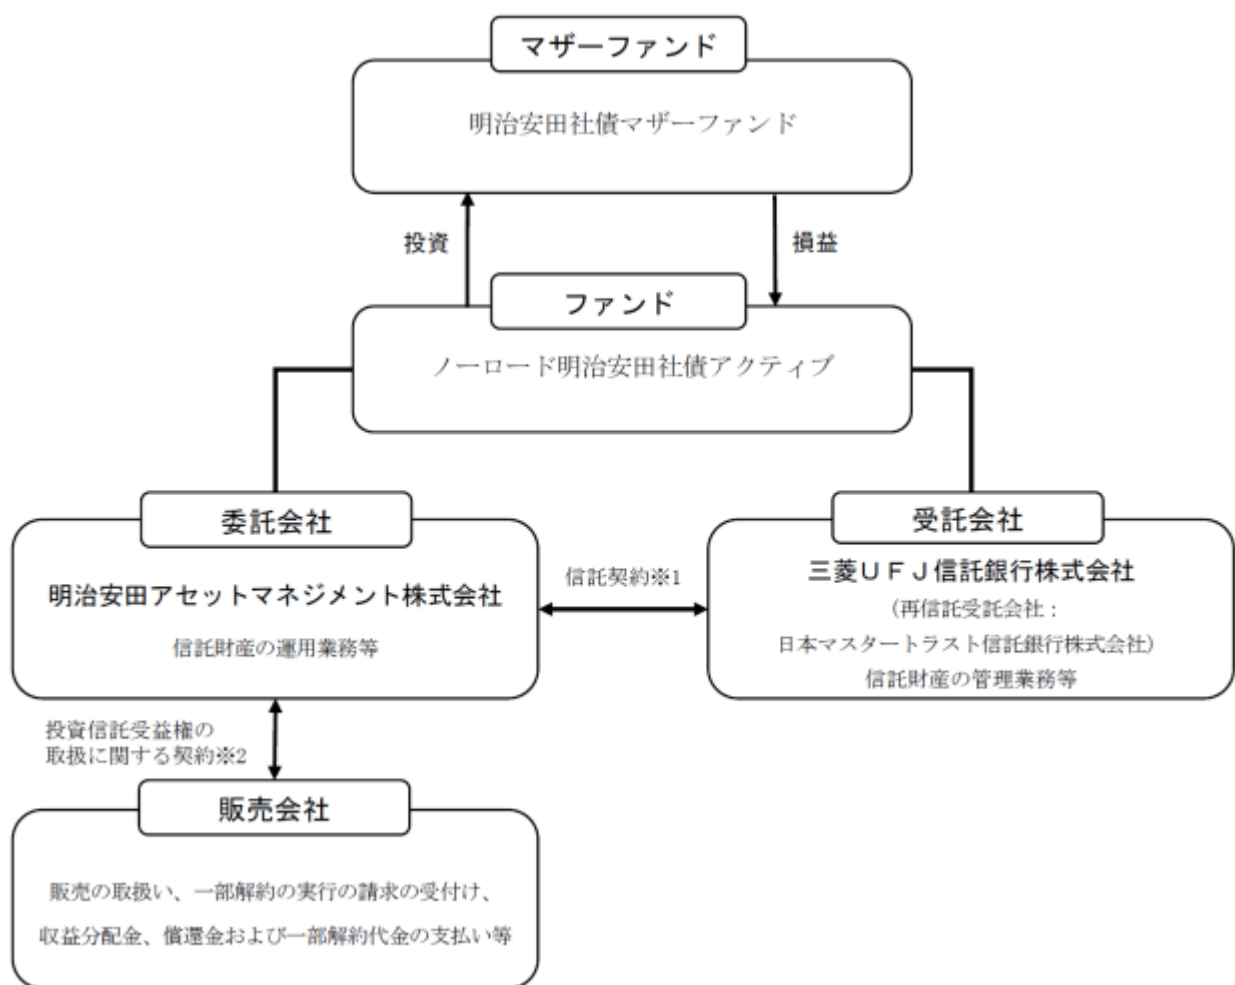 マザーファンド
明治安田社債マザーファンド
投資
損益
ファンド
ノーロード明治安田社債アクティブ
委託会社
明治安田アセットマネジメント株式会社
信託財産の運用業務等
信託契約※1
受託会社
三菱UFJ信託銀行株式会社
(再信託受託会社:
日本マスタートラスト信託銀行株式会社)
信託財産の管理業務等
投資信託受益権の
取扱に関する契約※2
販売会社
販売の取扱い、一部解約の実行の請求の受付け、
収益分配金、償還金および一部解約代金の支払い等